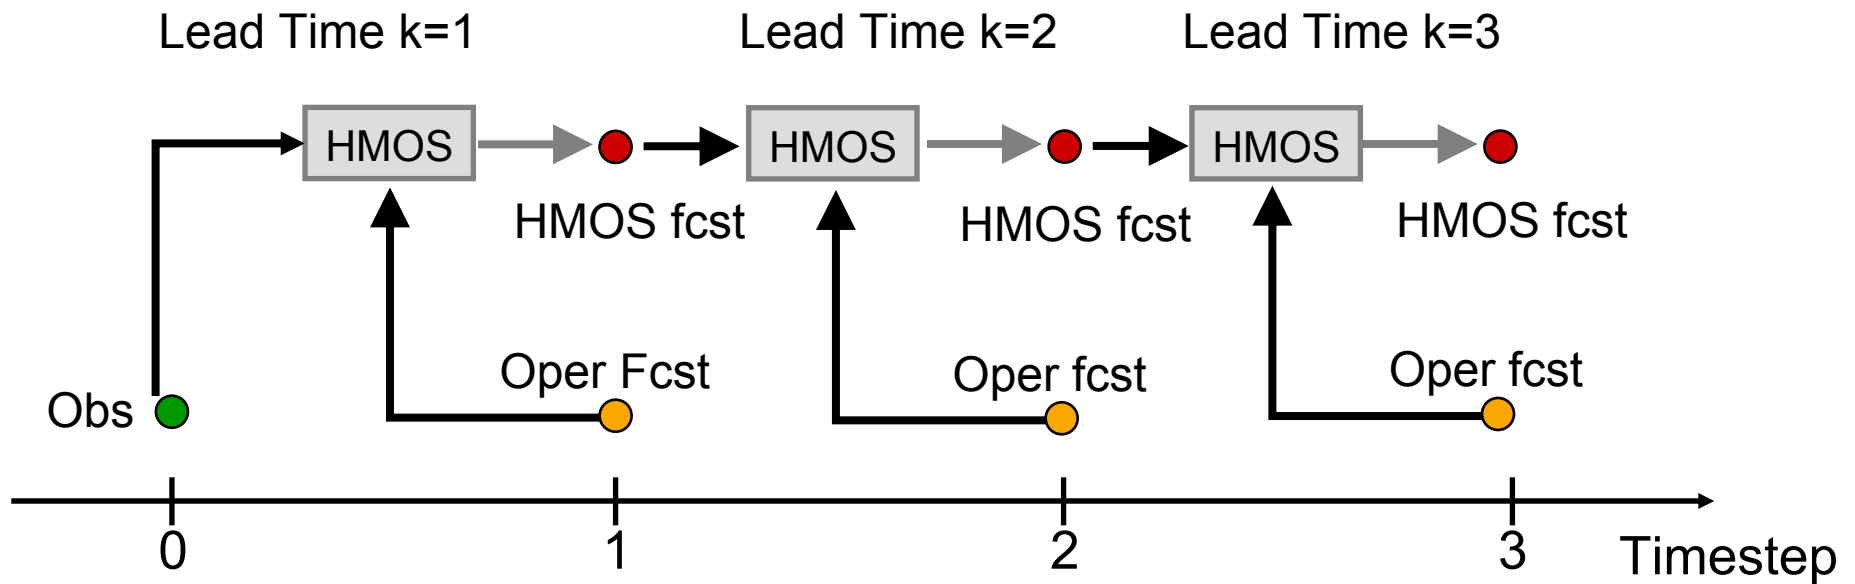 Lead Time k=1
Lead Time k=2
Lead Time k=3
HMOS
HMOS
HMOS
HMOS fcst
HMOS fcst
HMOS fcst
Oper Fcst
Oper fcst
Oper fcst
Obs
0
1
2
3
Timestep